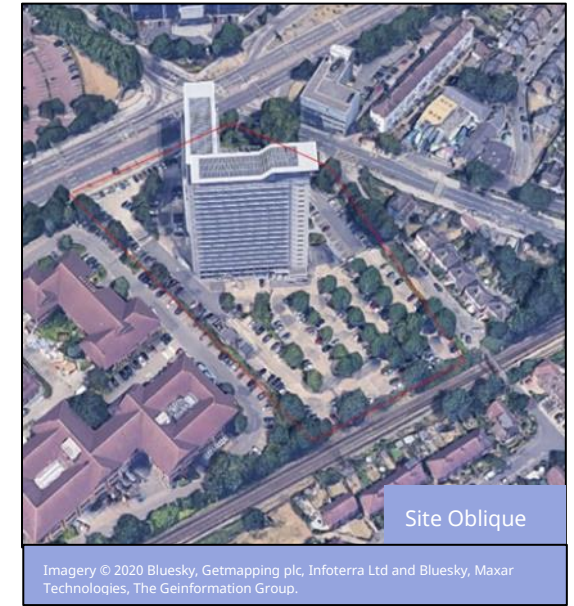 Site Oblique
Imagery © 2020 Bluesky, Getmapping plc, Infoterra Ltd and Bluesky, Maxar
Technologies, The Geinformation Group.